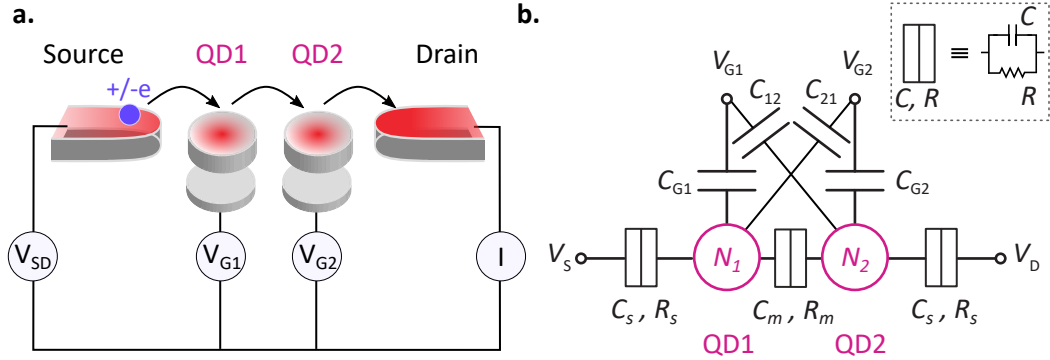 a.
Source
QD1
QD2
Drain
+/-e
V_SD
V_G1
V_G2
I
b.
C
C, R
≡
R
V_G1
V_G2
C_12
C_21
C_G1
C_G2
V_S
N_1
N_2
V_D
C_s , R_s
C_m , R_m
C_s , R_s
QD1
QD2